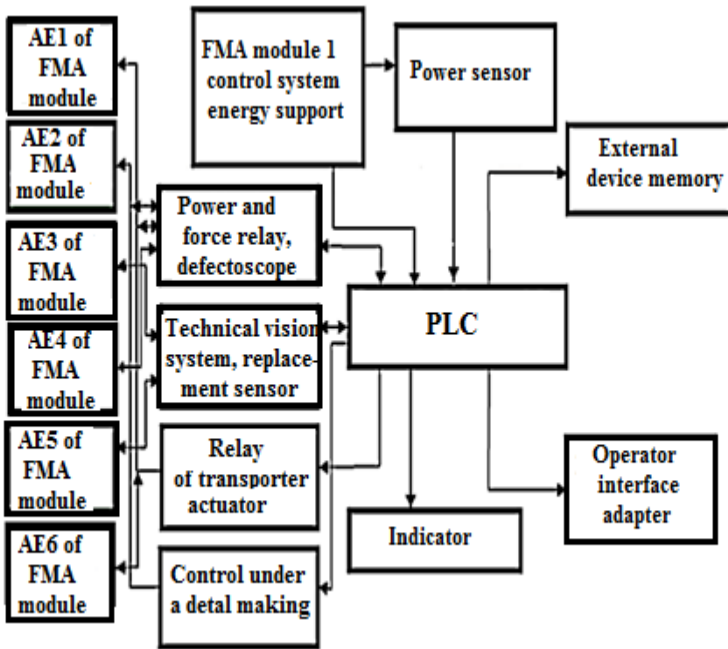 AE1 of
FMA
module
AE2 of
FMA
module
AE3 of
FMA
module
AE4 of
FMA
module
AE5 of
FMA
module
AE6 of
FMA
module
FMA module 1
control system
energy support
Power sensor
External
device memory
Power and
force relay,
defectoscope
Technical vision
system, replace-
ment sensor
PLC
Relay
of transporter
actuator
Control under
a detal making
Indicator
Operator
interface
adapter